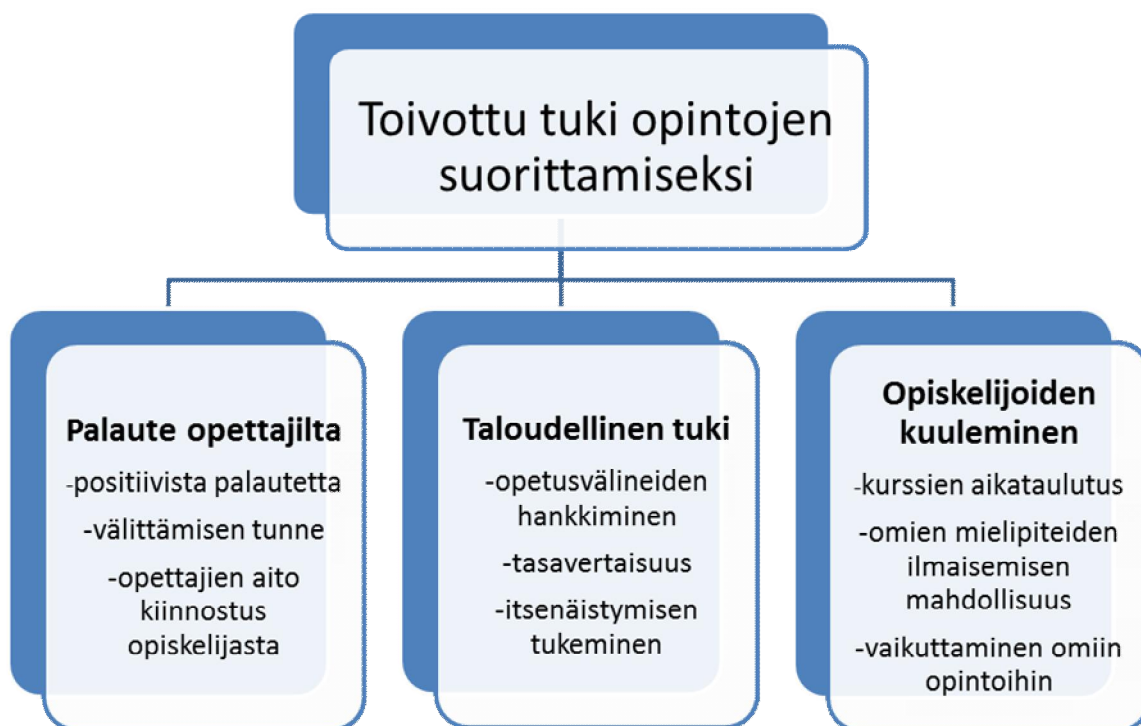 Toivottu tuki opintojen
suorittamiseksi
Palaute opettajilta
-positiivista palautetta
-välittämisen tunne
-opettajien aito
kiinnostus
opiskelijasta
Taloudellinen tuki
-opetusvälineiden
hankkiminen
-tasavertaisuus
-itsenäistymisen
tukeminen
Opiskelijoiden
kuuleminen
-kurssien aikataulutus
-omien mielipiteiden
ilmaisemisen
mahdollisuus
-vaikuttaminen omiin
opintoihin